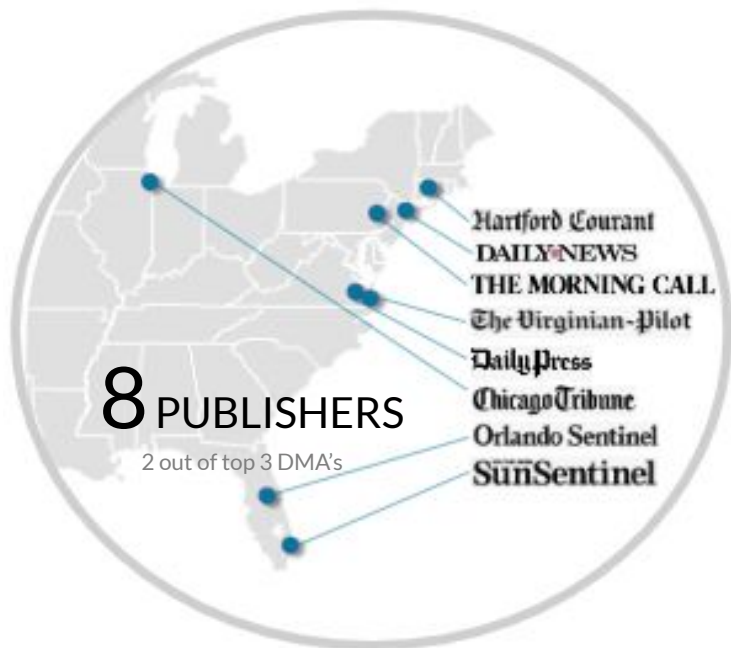 Hartford Courant
DAILY NEWS
THE MORNING CALL
The Virginian-Pilot
Daily Press
Chicago Tribune
Orlando Sentinel
SunSentinel
8 PUBLISHERS
2 out of top 3 DMA's